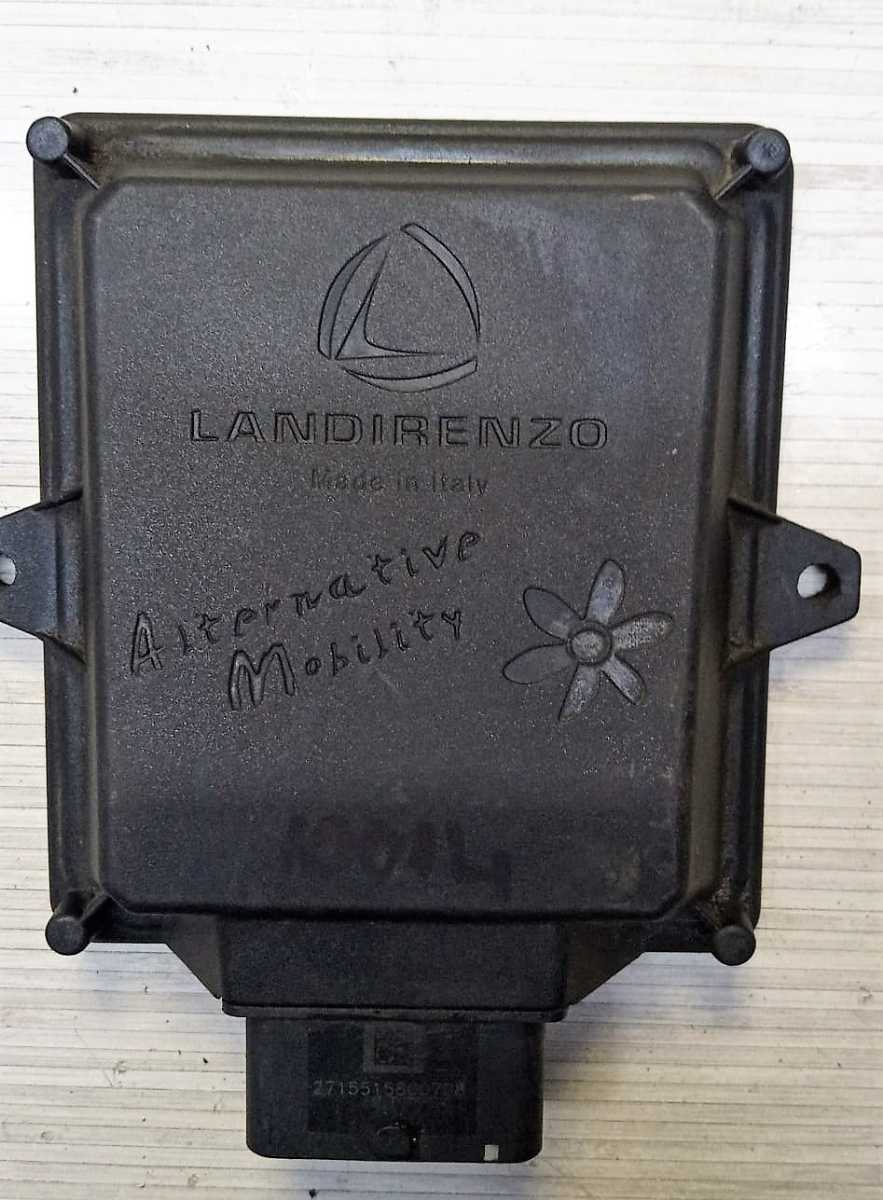 LANDIRENZO
Made in Italy
Alternative
Mobility